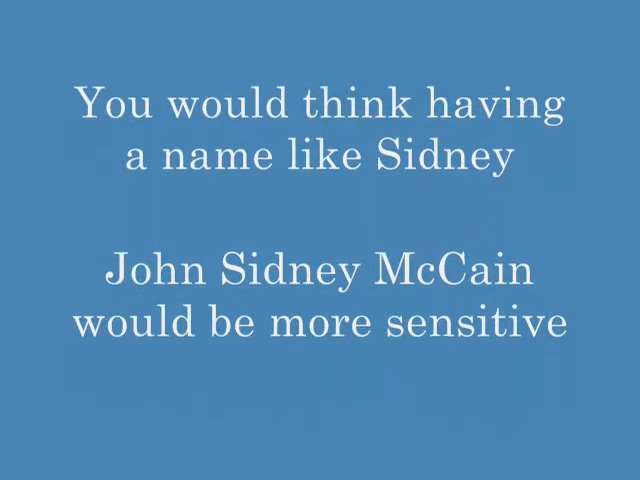 You would think having
a name like Sidney
John Sidney McCain
would be more sensitive